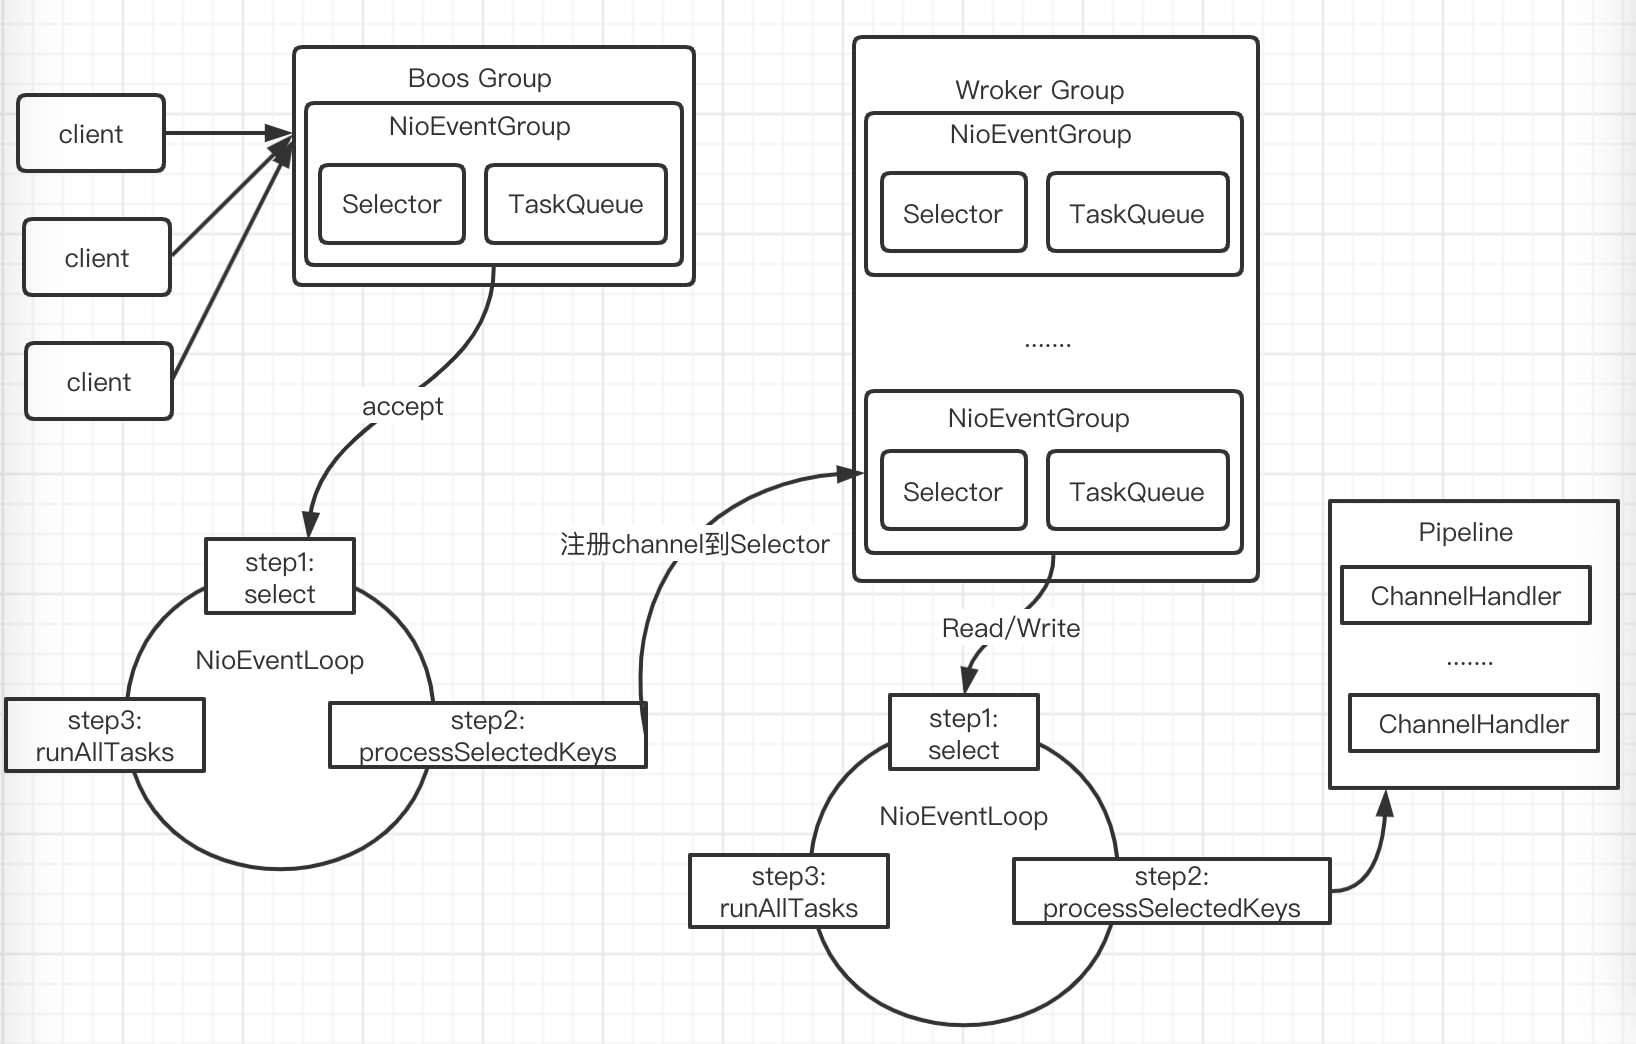 client
client
client
Boos Group
NioEventGroup
Selector
TaskQueue
accept
step1:
select
NioEventLoop
step3:
runAllTasks
step2:
processSelectedKeys
注册channel到Selector
Wroker Group
NioEventGroup
Selector
TaskQueue
.......
NioEventGroup
Selector
TaskQueue
Read/Write
step1:
select
NioEventLoop
step3:
runAllTasks
step2:
processSelectedKeys
Pipeline
ChannelHandler
.......
ChannelHandler